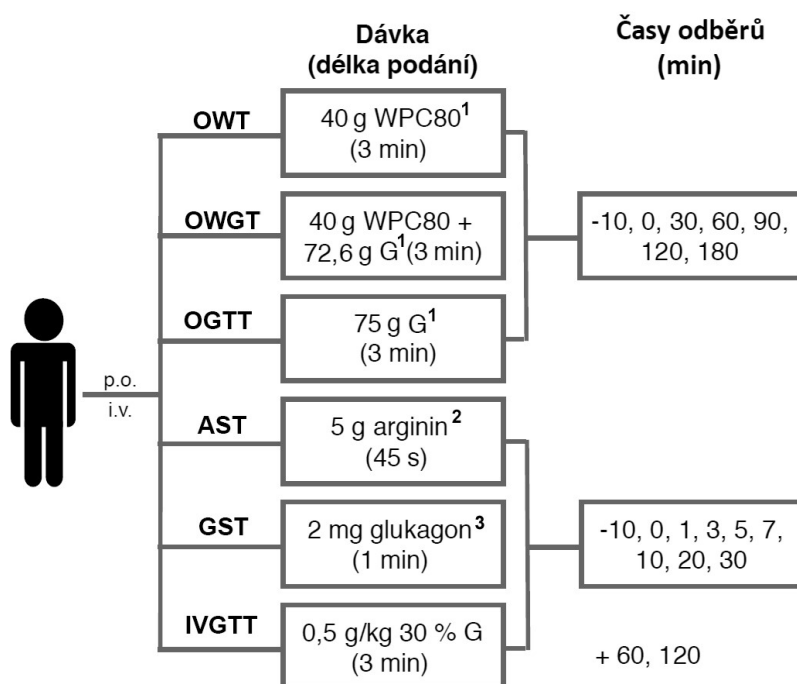 Dávka
(délka podání)
Časy odběrů
(min)
OWT
40 g WPC80¹
(3 min)
OWGT
40 g WPC80 +
72,6 g G¹(3 min)
-10, 0, 30, 60, 90,
120, 180
OGTT
75 g G¹
(3 min)
p.o.
i.v.
AST
5 g arginin²
(45 s)
GST
2 mg glukagon³
(1 min)
-10, 0, 1, 3, 5, 7,
10, 20, 30
IVGTT
0,5 g/kg 30 % G
(3 min)
+ 60, 120